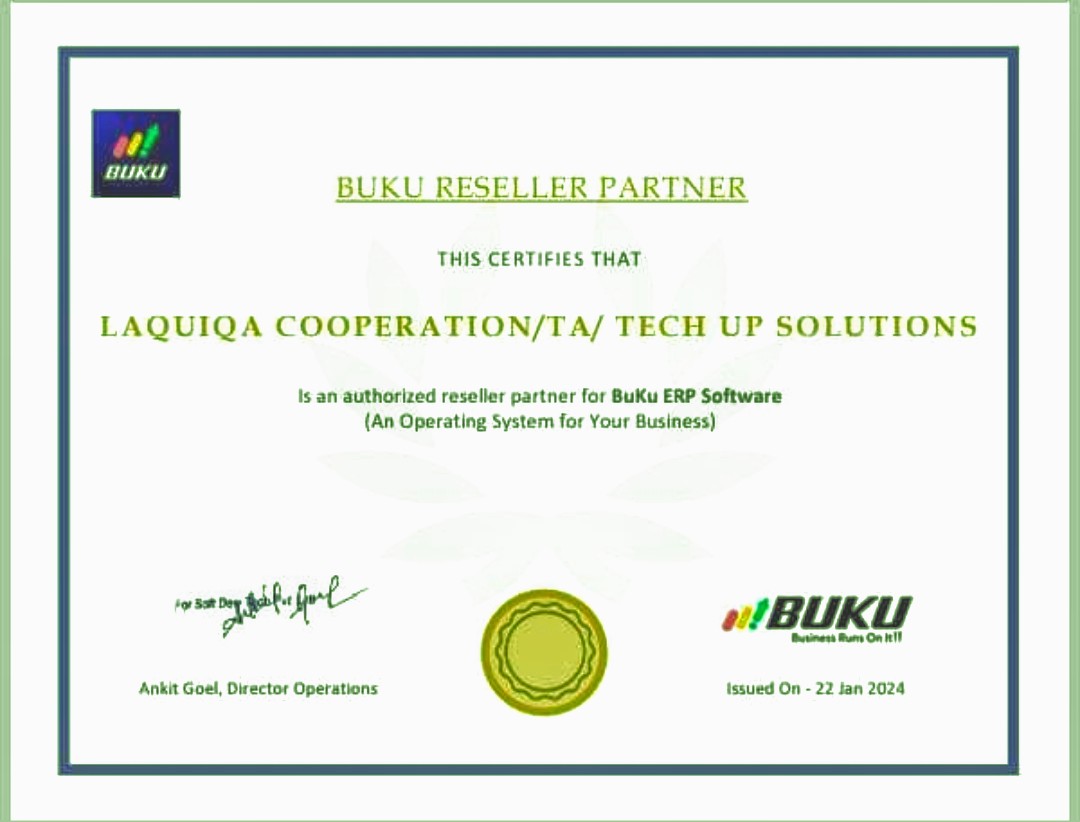 BUKU
BUKU RESELLER PARTNER
THIS CERTIFIES THAT
LAQUIQA COOPERATION/TA/ TECH UP SOLUTIONS
Is an authorized reseller partner for BuKu ERP Software
(An Operating System for Your Business)
For Soft
BUKU
Business Runs On It!!
Ankit Goel, Director Operations
Issued On - 22 Jan 2024